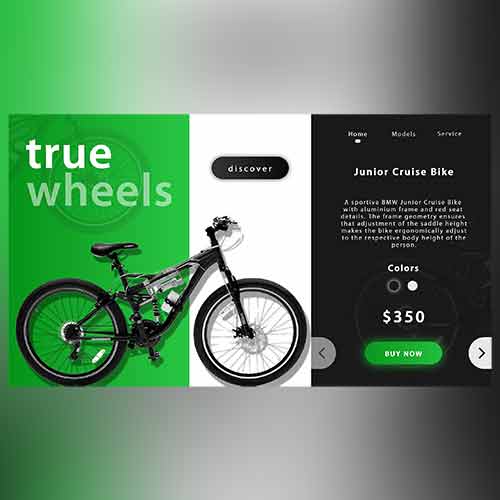 true
wheels
discover
Home Models Service
Junior Cruise Bike
A sportive BMW Junior Cruise Bike
with aluminium frame and red seat
details. The frame geometry ensures
that adjustment of the saddle height
makes the bike ergonomically adjust
to the respective body height of the
person.
Colors
$350
BUY NOW